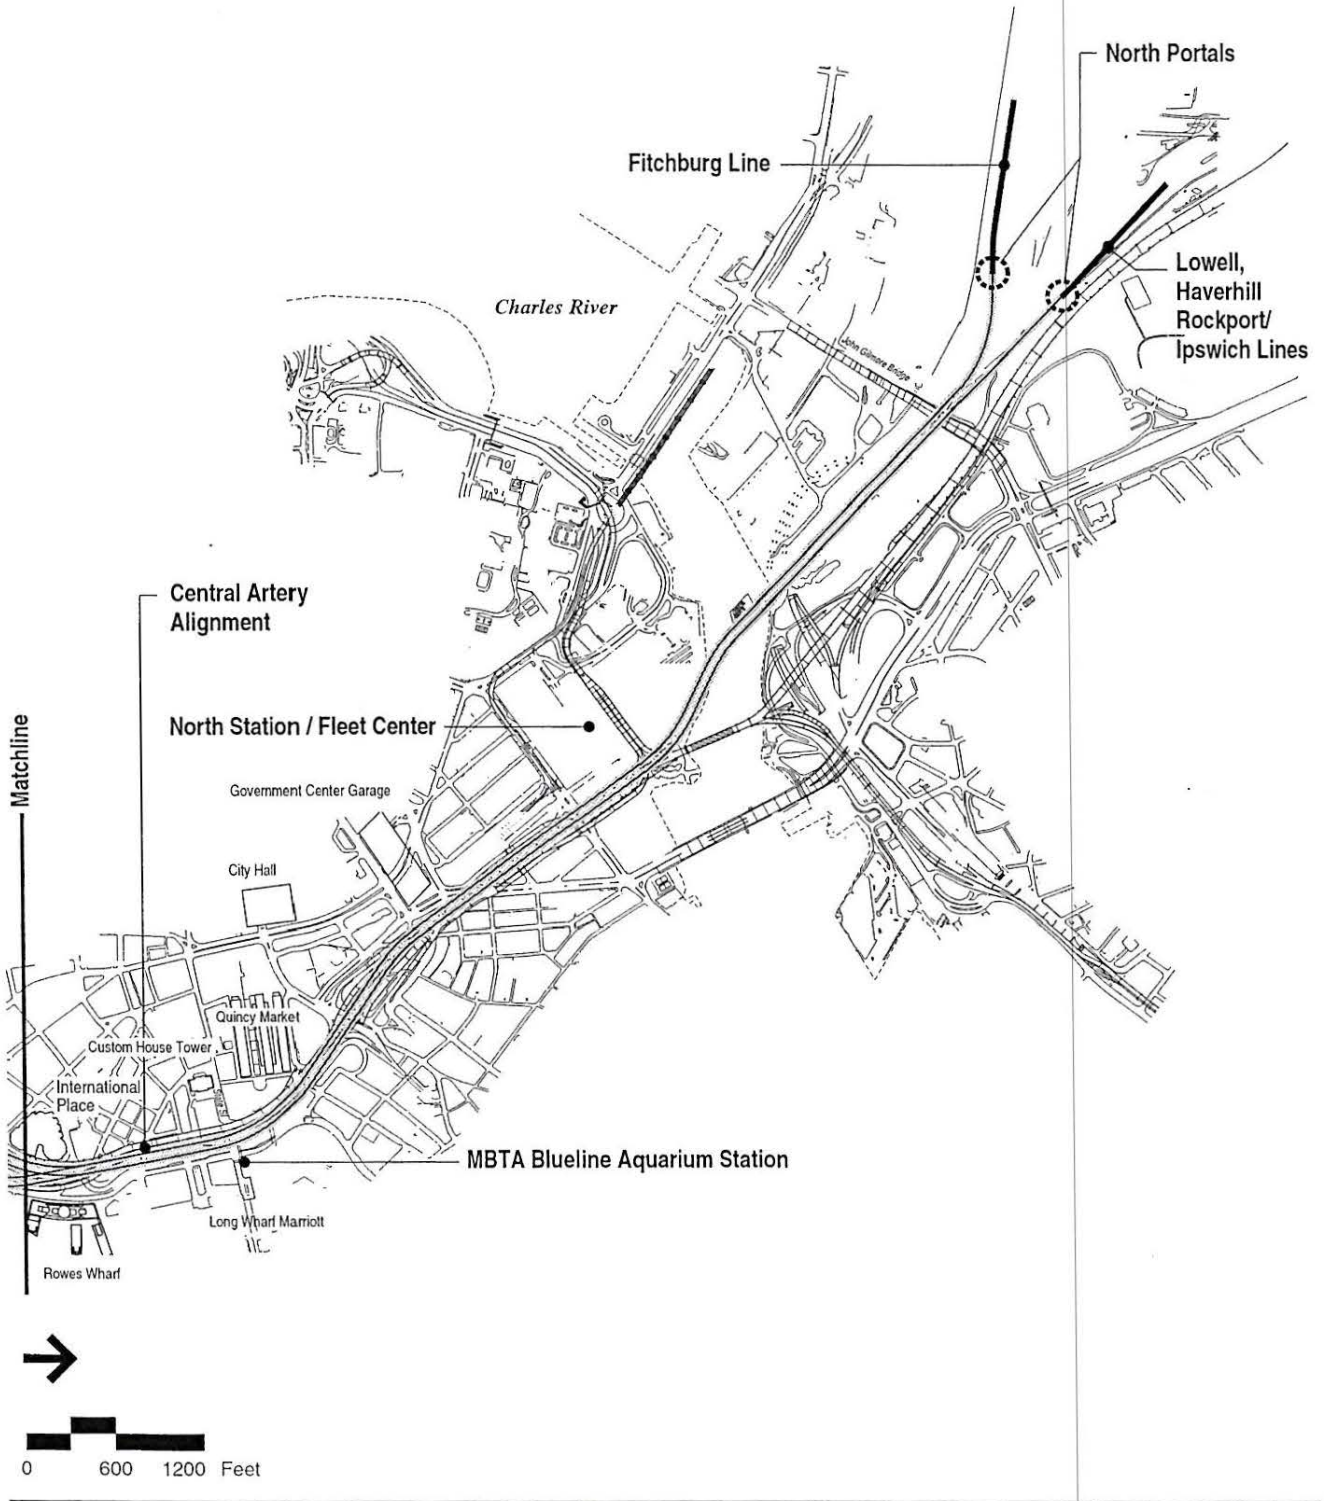 North Portals
Fitchburg Line
Lowell,
Haverhill
Rockport/
Ipswich Lines
Charles River
John Gilmore Bridge
Central Artery
Alignment
North Station / Fleet Center
Matchline
Government Center Garage
City Hall
Quincy Market
Custom House Tower
International
Place
State St
MBTA Blueline Aquarium Station
Long Wharf Marriott
Rowes Wharf
0 600 1200 Feet